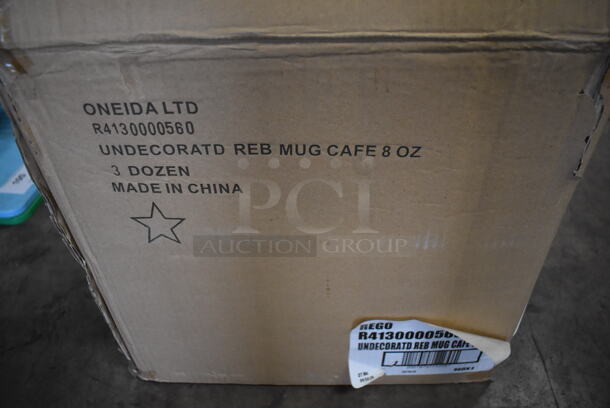 ONEIDA LTD
R4130000560
UNDECORATD REB MUG CAFE 8 OZ
3 DOZEN
MADE IN CHINA
PCI
AUCTION GROUP
REGO
R4130000560
UNDECORATD REB MUG CAFE